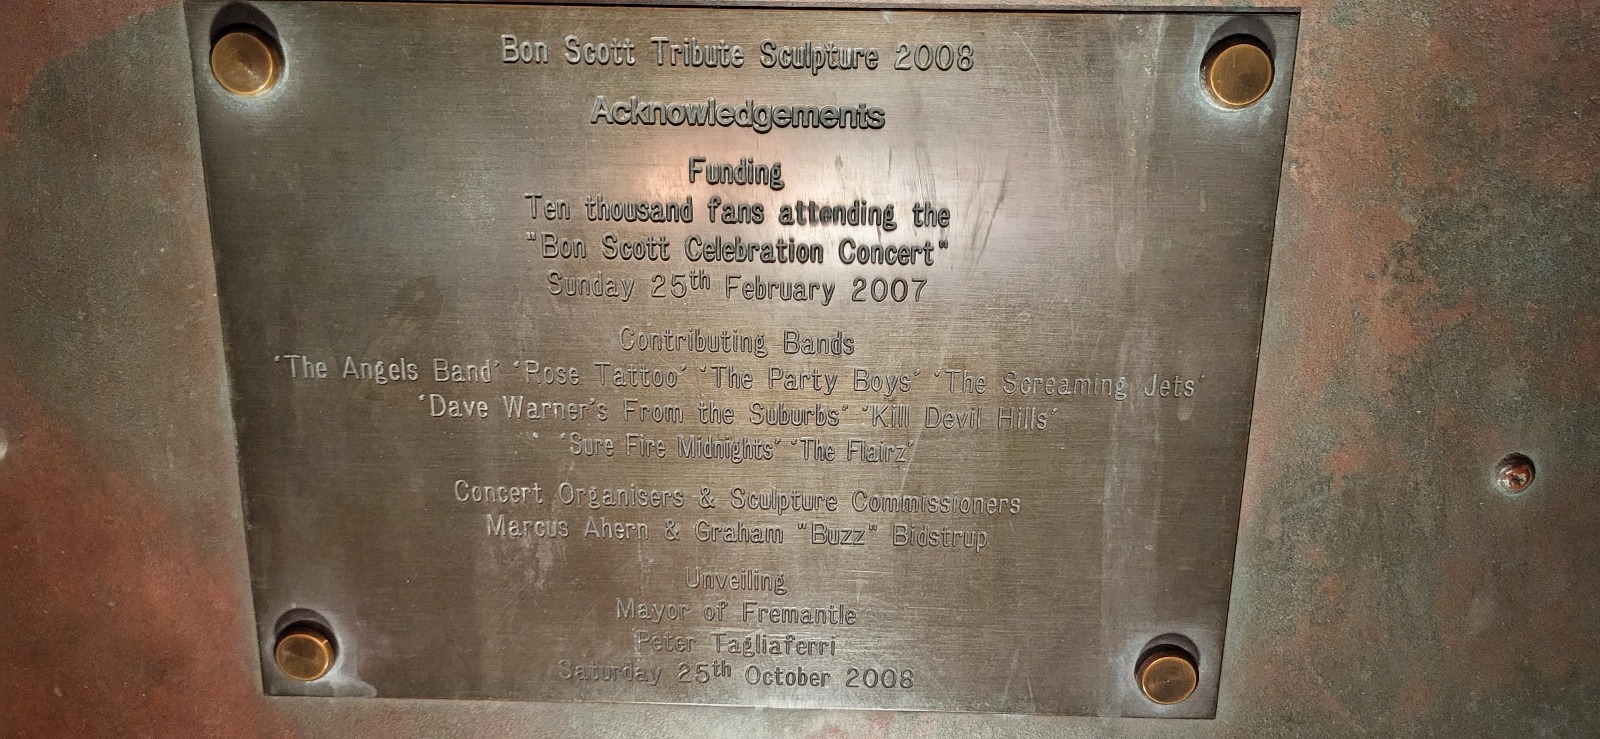 Bon Scott Tribute Sculpture 2008
Acknowledgements
Funding
Ten thousand fans attending the
"Bon Scott Celebration Concert"
Sunday 25th February 2007
Contributing Bands
'The Angels Band' 'Rose Tattoo' 'The Party Boys' 'The Screaming Jets'
'Dave Warner's From the Suburbs' 'Kill Devil Hills'
'Sure Fire Midnights' 'The Flairz'
Concert Organisers & Sculpture Commissioners
Marcus Ahern & Graham "Buzz" Bidstrup
Unveiling
Mayor of Fremantle
Peter Tagliaferri
Saturday 25th October 2008